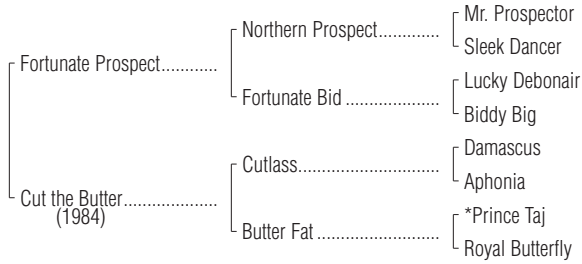 Mr. Prospector
Northern Prospect.............
Sleek Dancer
Fortunate Prospect............
Lucky Debonair
Fortunate Bid ....................
Biddy Big
Damascus
Cutlass..............................
Aphonia
Cut the Butter....................
(1984)
*Prince Taj
Butter Fat ..........................
Royal Butterfly